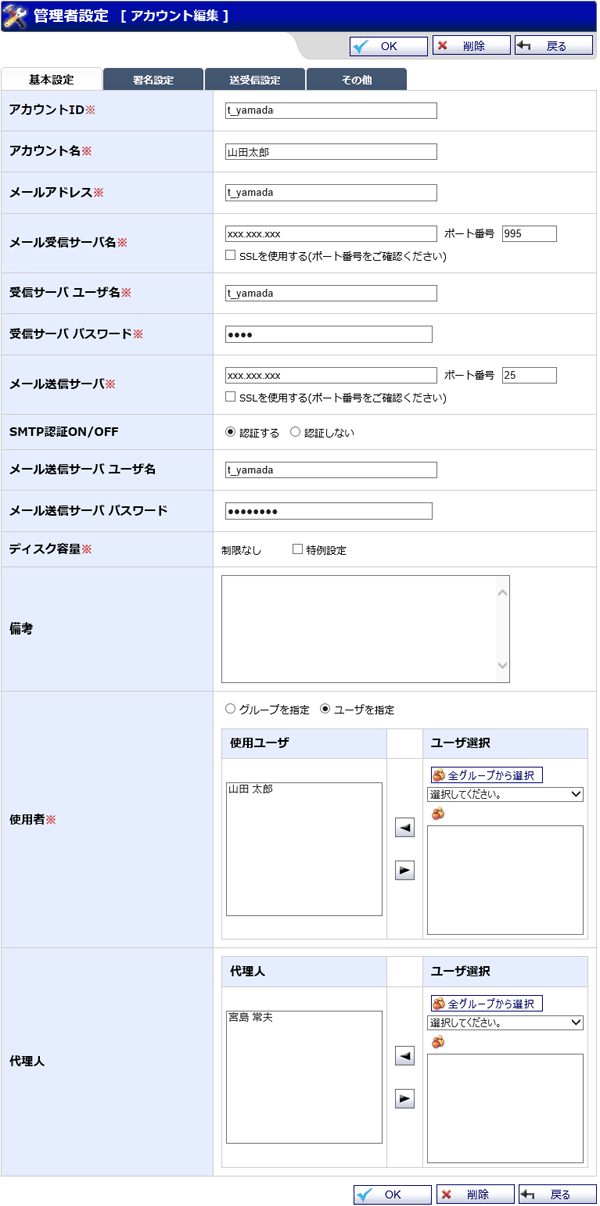 管理者設定 [ アカウント編集 ]
OK 削除 戻る
基本設定 署名設定 送受信設定 その他
アカウントID※ t_yamada
アカウント名※ 山田太郎
メールアドレス※ t_yamada
メール受信サーバ名※ xxx.xxx.xxx ポート番号 995
SSLを使用する(ポート番号をご確認ください)
受信サーバ ユーザ名※ t_yamada
受信サーバ パスワード※ ●●●●
メール送信サーバ※ xxx.xxx.xxx ポート番号 25
SSLを使用する(ポート番号をご確認ください)
SMTP認証ON/OFF 認証する 認証しない
メール送信サーバ ユーザ名 t_yamada
メール送信サーバ パスワード ●●●●●●●●
ディスク容量※ 制限なし 特例設定
備考
使用者※
グループを指定 ユーザを指定
使用ユーザ ユーザ選択
全グループから選択
山田 太郎 選択してください。
代理人
代理人 ユーザ選択
全グループから選択
宮島 常夫 選択してください。
OK 削除 戻る